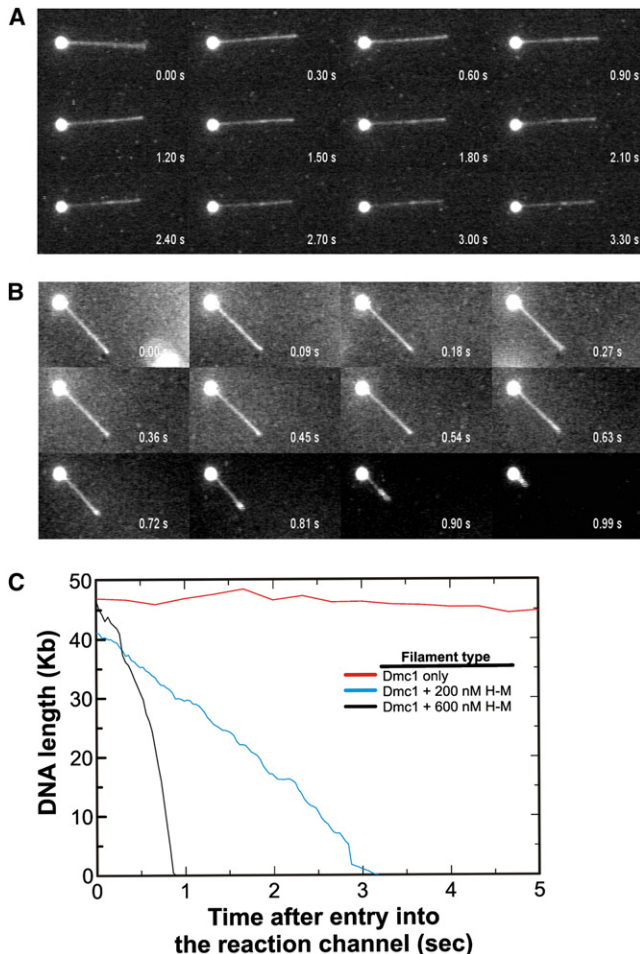 A
0.00 s
0.30 s
0.60 s
0.90 s
1.20 s
1.50 s
1.80 s
2.10 s
2.40 s
2.70 s
3.00 s
3.30 s
B
0.00 s
0.09 s
0.18 s
0.27 s
0.36 s
0.45 s
0.54 s
0.63 s
0.72 s
0.81 s
0.90 s
0.99 s
C
DNA length (Kb)
50
40
30
20
10
0
Filament type
Dmc1 only
Dmc1 + 200 nM H-M
Dmc1 + 600 nM H-M
0 1 2 3 4 5
Time after entry into
the reaction channel (sec)